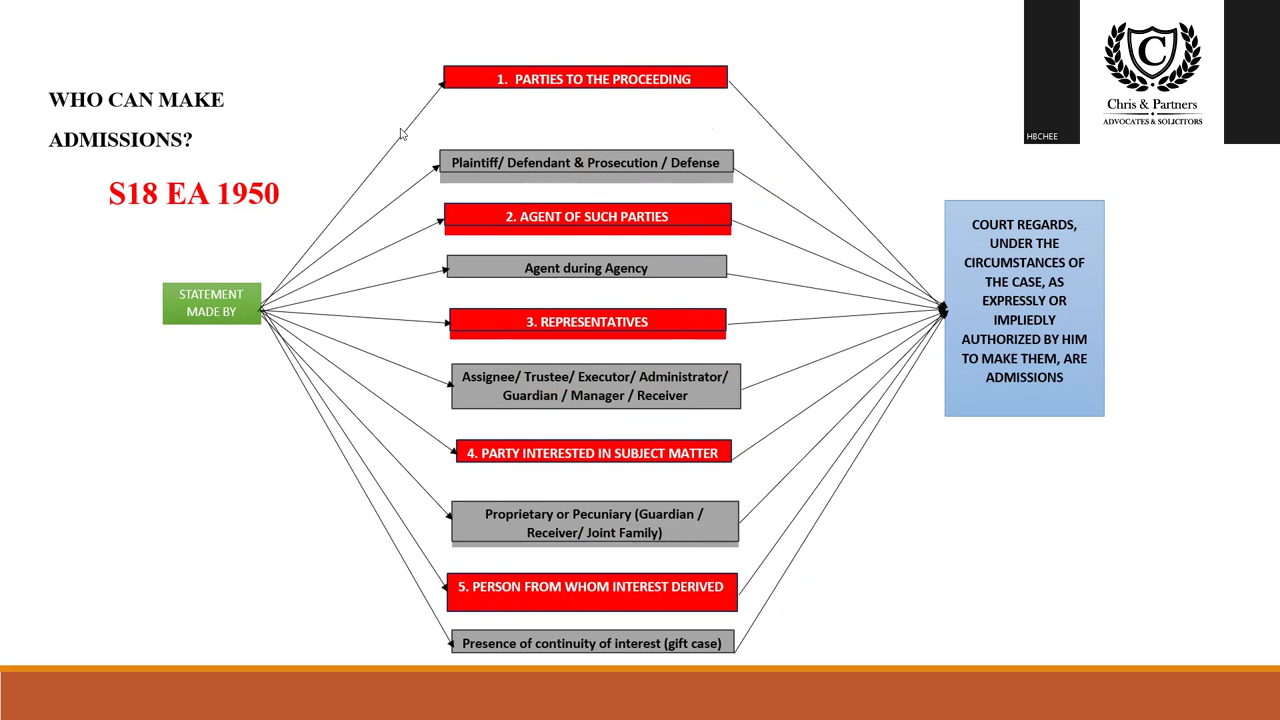 WHO CAN MAKE
ADMISSIONS?
S18 EA 1950
STATEMENT
MADE BY
1. PARTIES TO THE PROCEEDING
Plaintiff/ Defendant & Prosecution / Defense
2. AGENT OF SUCH PARTIES
Agent during Agency
3. REPRESENTATIVES
Assignee/ Trustee/ Executor/ Administrator/
Guardian / Manager / Receiver
4. PARTY INTERESTED IN SUBJECT MATTER
Proprietary or Pecuniary (Guardian /
Receiver/ Joint Family)
5. PERSON FROM WHOM INTEREST DERIVED
Presence of continuity of interest (gift case)
COURT REGARDS,
UNDER THE
CIRCUMSTANCES OF
THE CASE, AS
EXPRESSLY OR
IMPLIEDLY
AUTHORIZED BY HIM
TO MAKE THEM, ARE
ADMISSIONS
C
Chris & Partners
ADVOCATES & SOLICITORS
HBCHEE